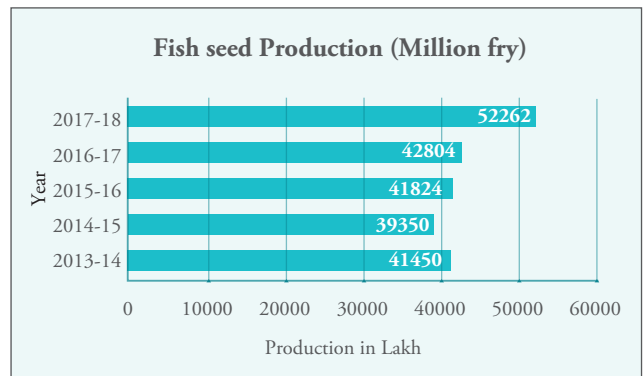 Fish seed Production (Million fry)
Year
2017-18 52262
2016-17 42804
2015-16 41824
2014-15 39350
2013-14 41450
0 10000 20000 30000 40000 50000 60000
Production in Lakh